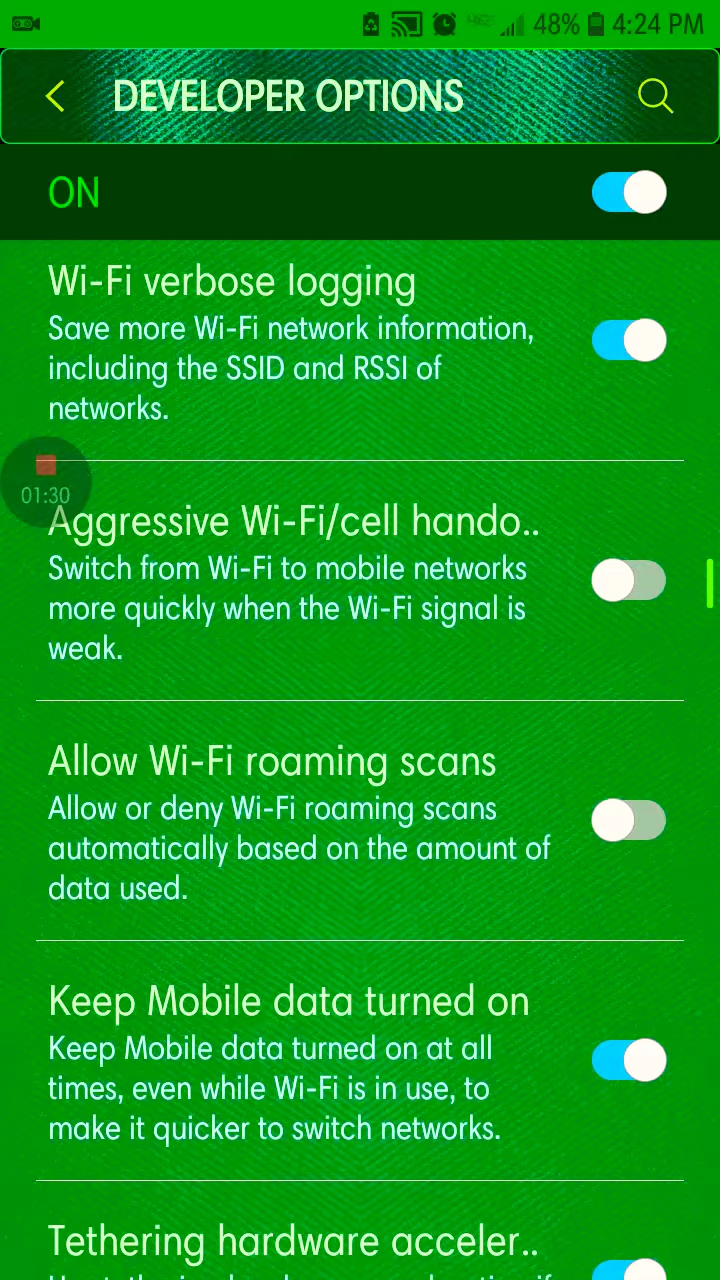 48% 4:24 PM
DEVELOPER OPTIONS
ON
Wi-Fi verbose logging
Save more Wi-Fi network information,
including the SSID and RSSI of
networks.
01:30
Aggressive Wi-Fi/cell hando..
Switch from Wi-Fi to mobile networks
more quickly when the Wi-Fi signal is
weak.
Allow Wi-Fi roaming scans
Allow or deny Wi-Fi roaming scans
automatically based on the amount of
data used.
Keep Mobile data turned on
Keep Mobile data turned on at all
times, even while Wi-Fi is in use, to
make it quicker to switch networks.
Tethering hardware acceler..